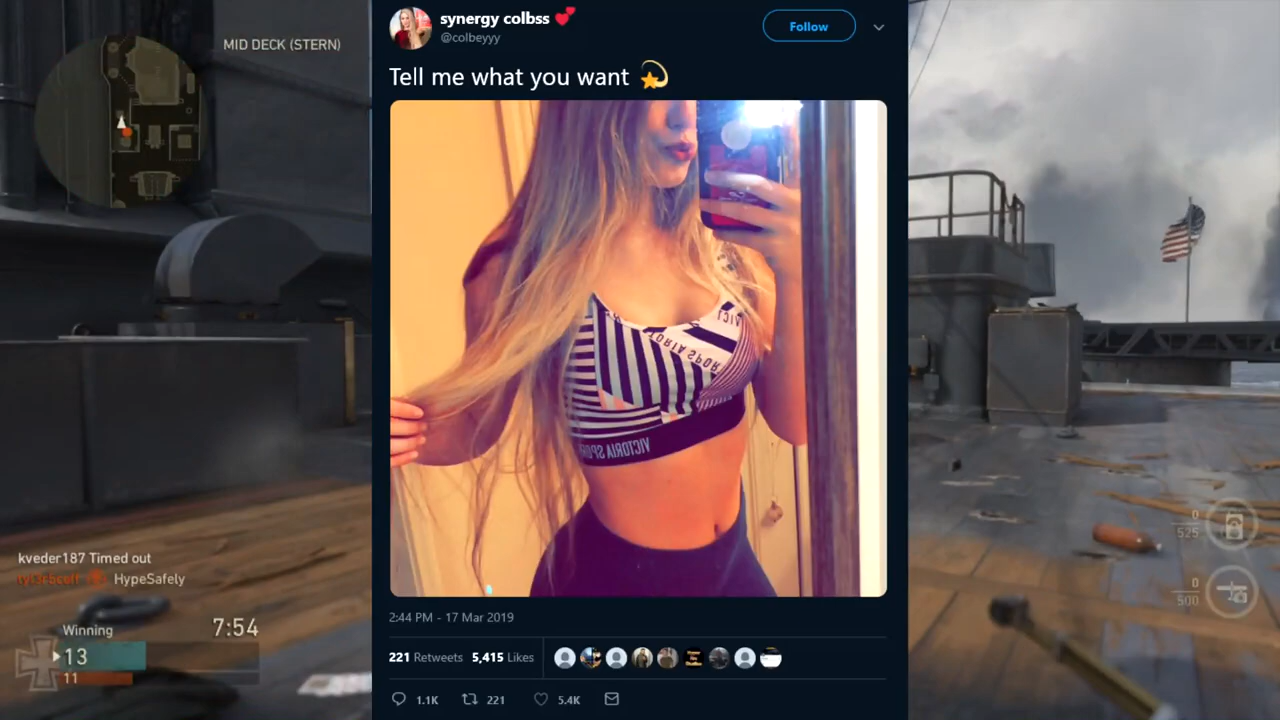 MID DECK (STERN)
synergy colbss
@colbeyyy
Follow
Tell me what you want
VICTORIA SPOR
2:44 PM - 17 Mar 2019
221 Retweets 5,415 Likes
1.1K 221 5.4K
kveder187 Timed out
HypeSafely
Winning 7:54
13
11
0
525
0
500